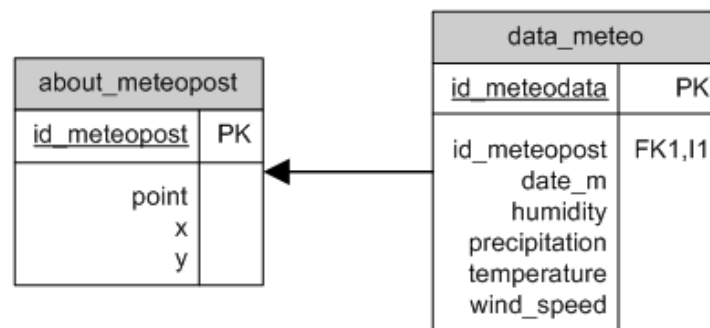 about_meteopost
id_meteopost PK
point
x
y
data_meteo
id_meteodata PK
id_meteopost FK1,I1
date_m
humidity
precipitation
temperature
wind_speed